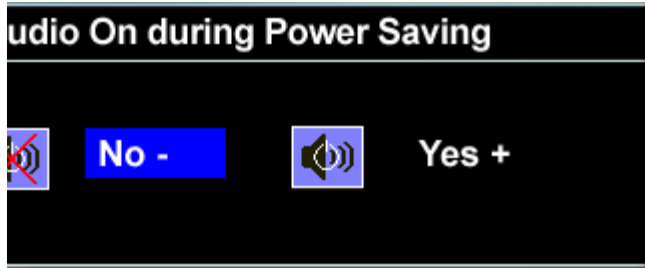 udio On during Power Saving
No - Yes +